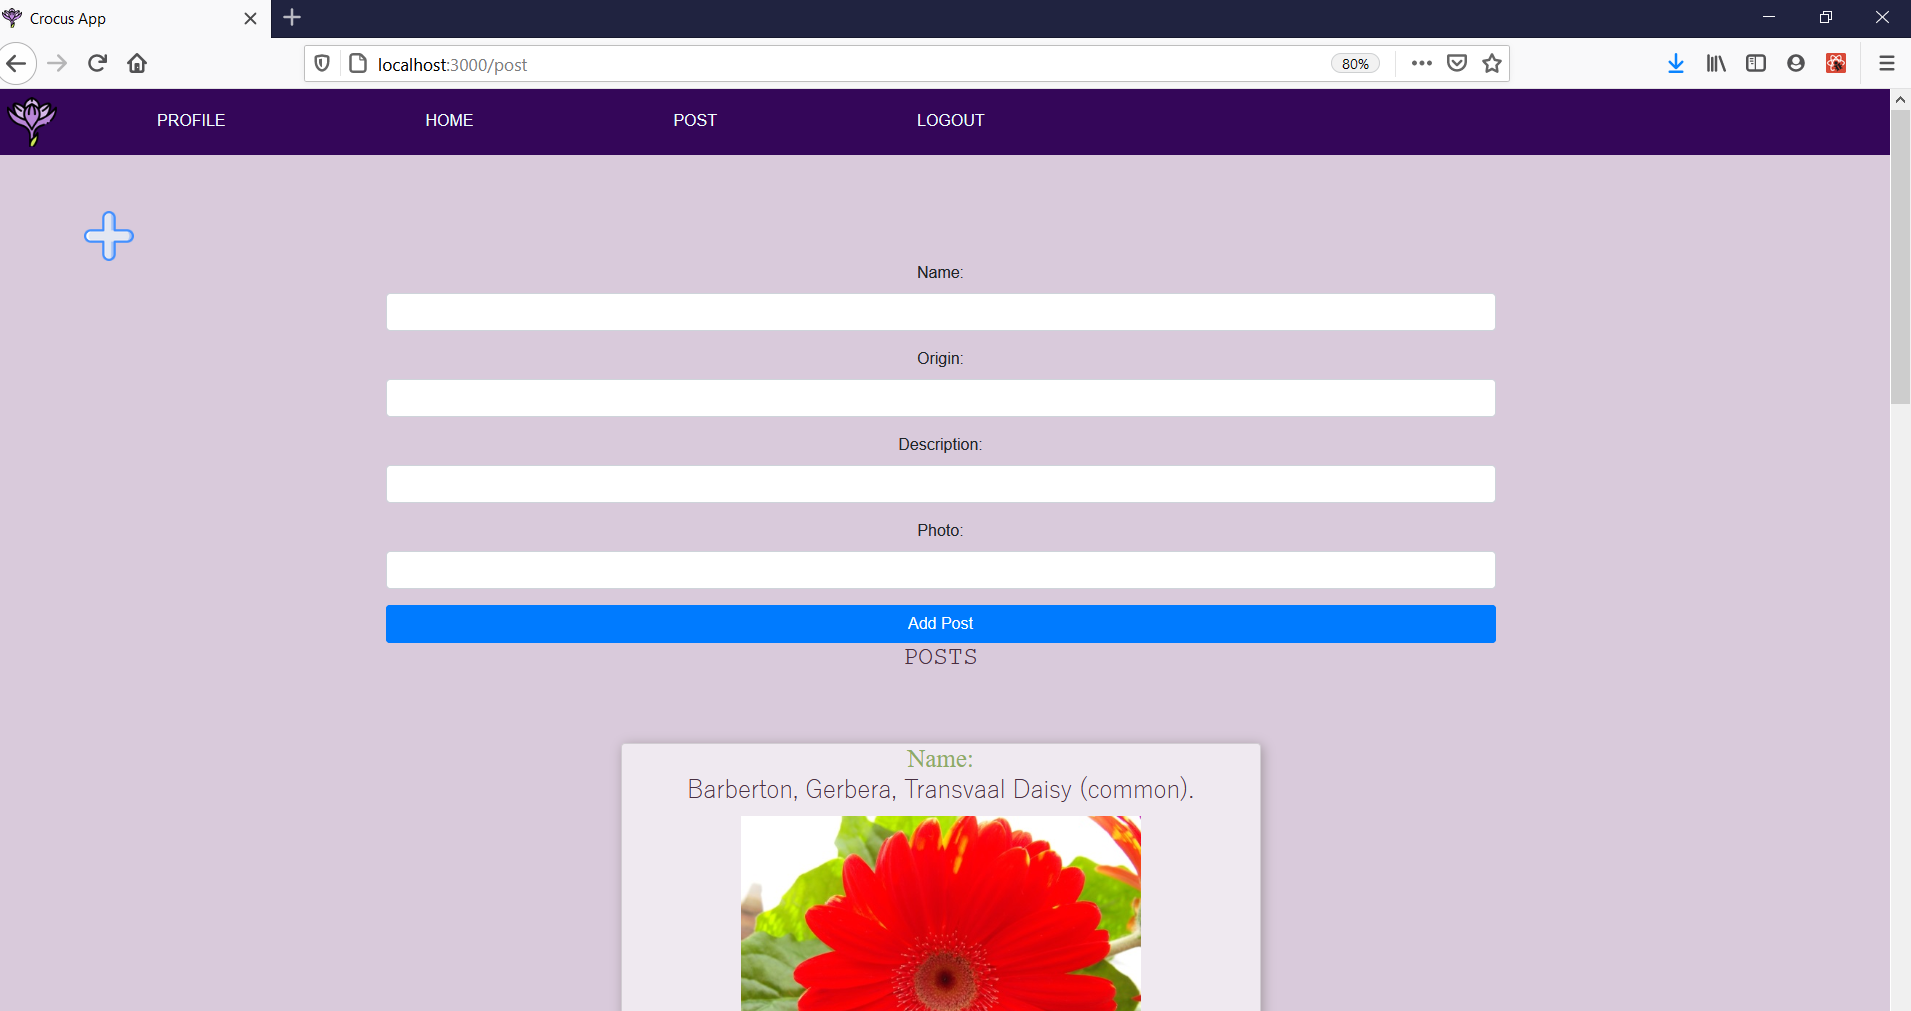 Crocus App
localhost:3000/post
80%
PROFILE HOME POST LOGOUT
Name:
Origin:
Description:
Photo:
Add Post
POSTS
Name:
Barberton, Gerbera, Transvaal Daisy (common).